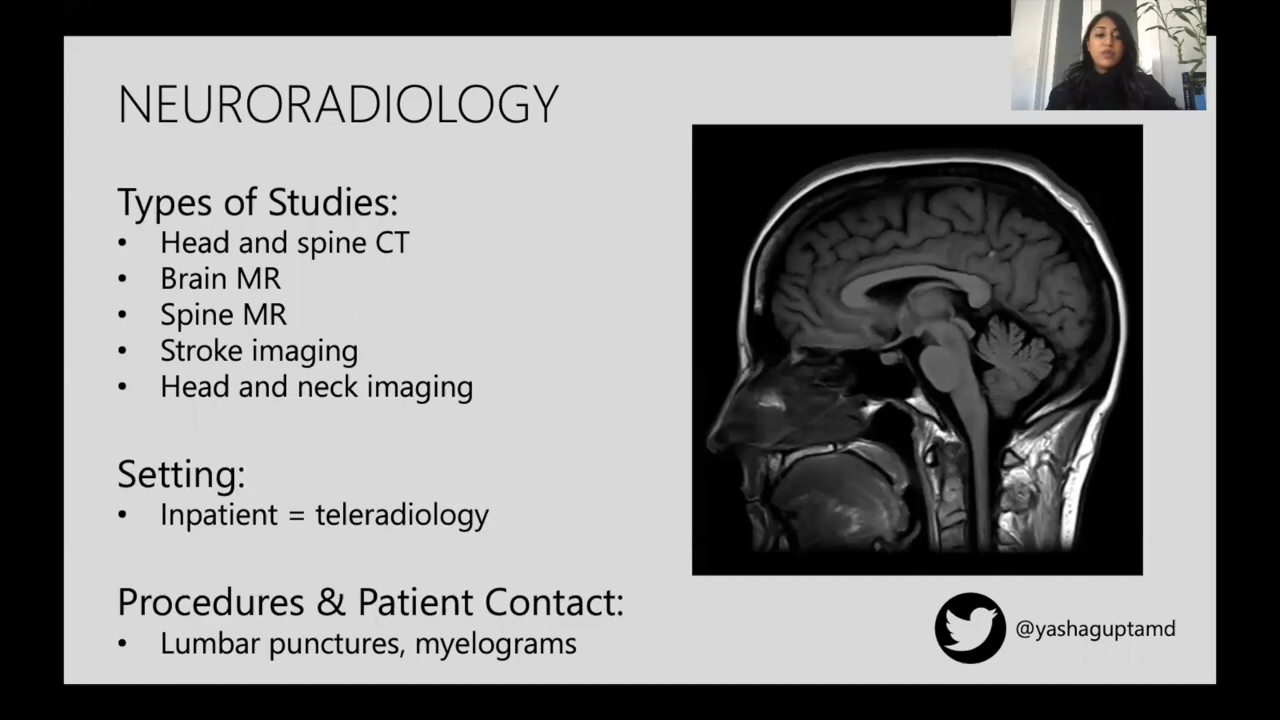 NEURORADIOLOGY
Types of Studies:
• Head and spine CT
• Brain MR
• Spine MR
• Stroke imaging
• Head and neck imaging
Setting:
• Inpatient = teleradiology
Procedures & Patient Contact:
• Lumbar punctures, myelograms
@yashaguptamd